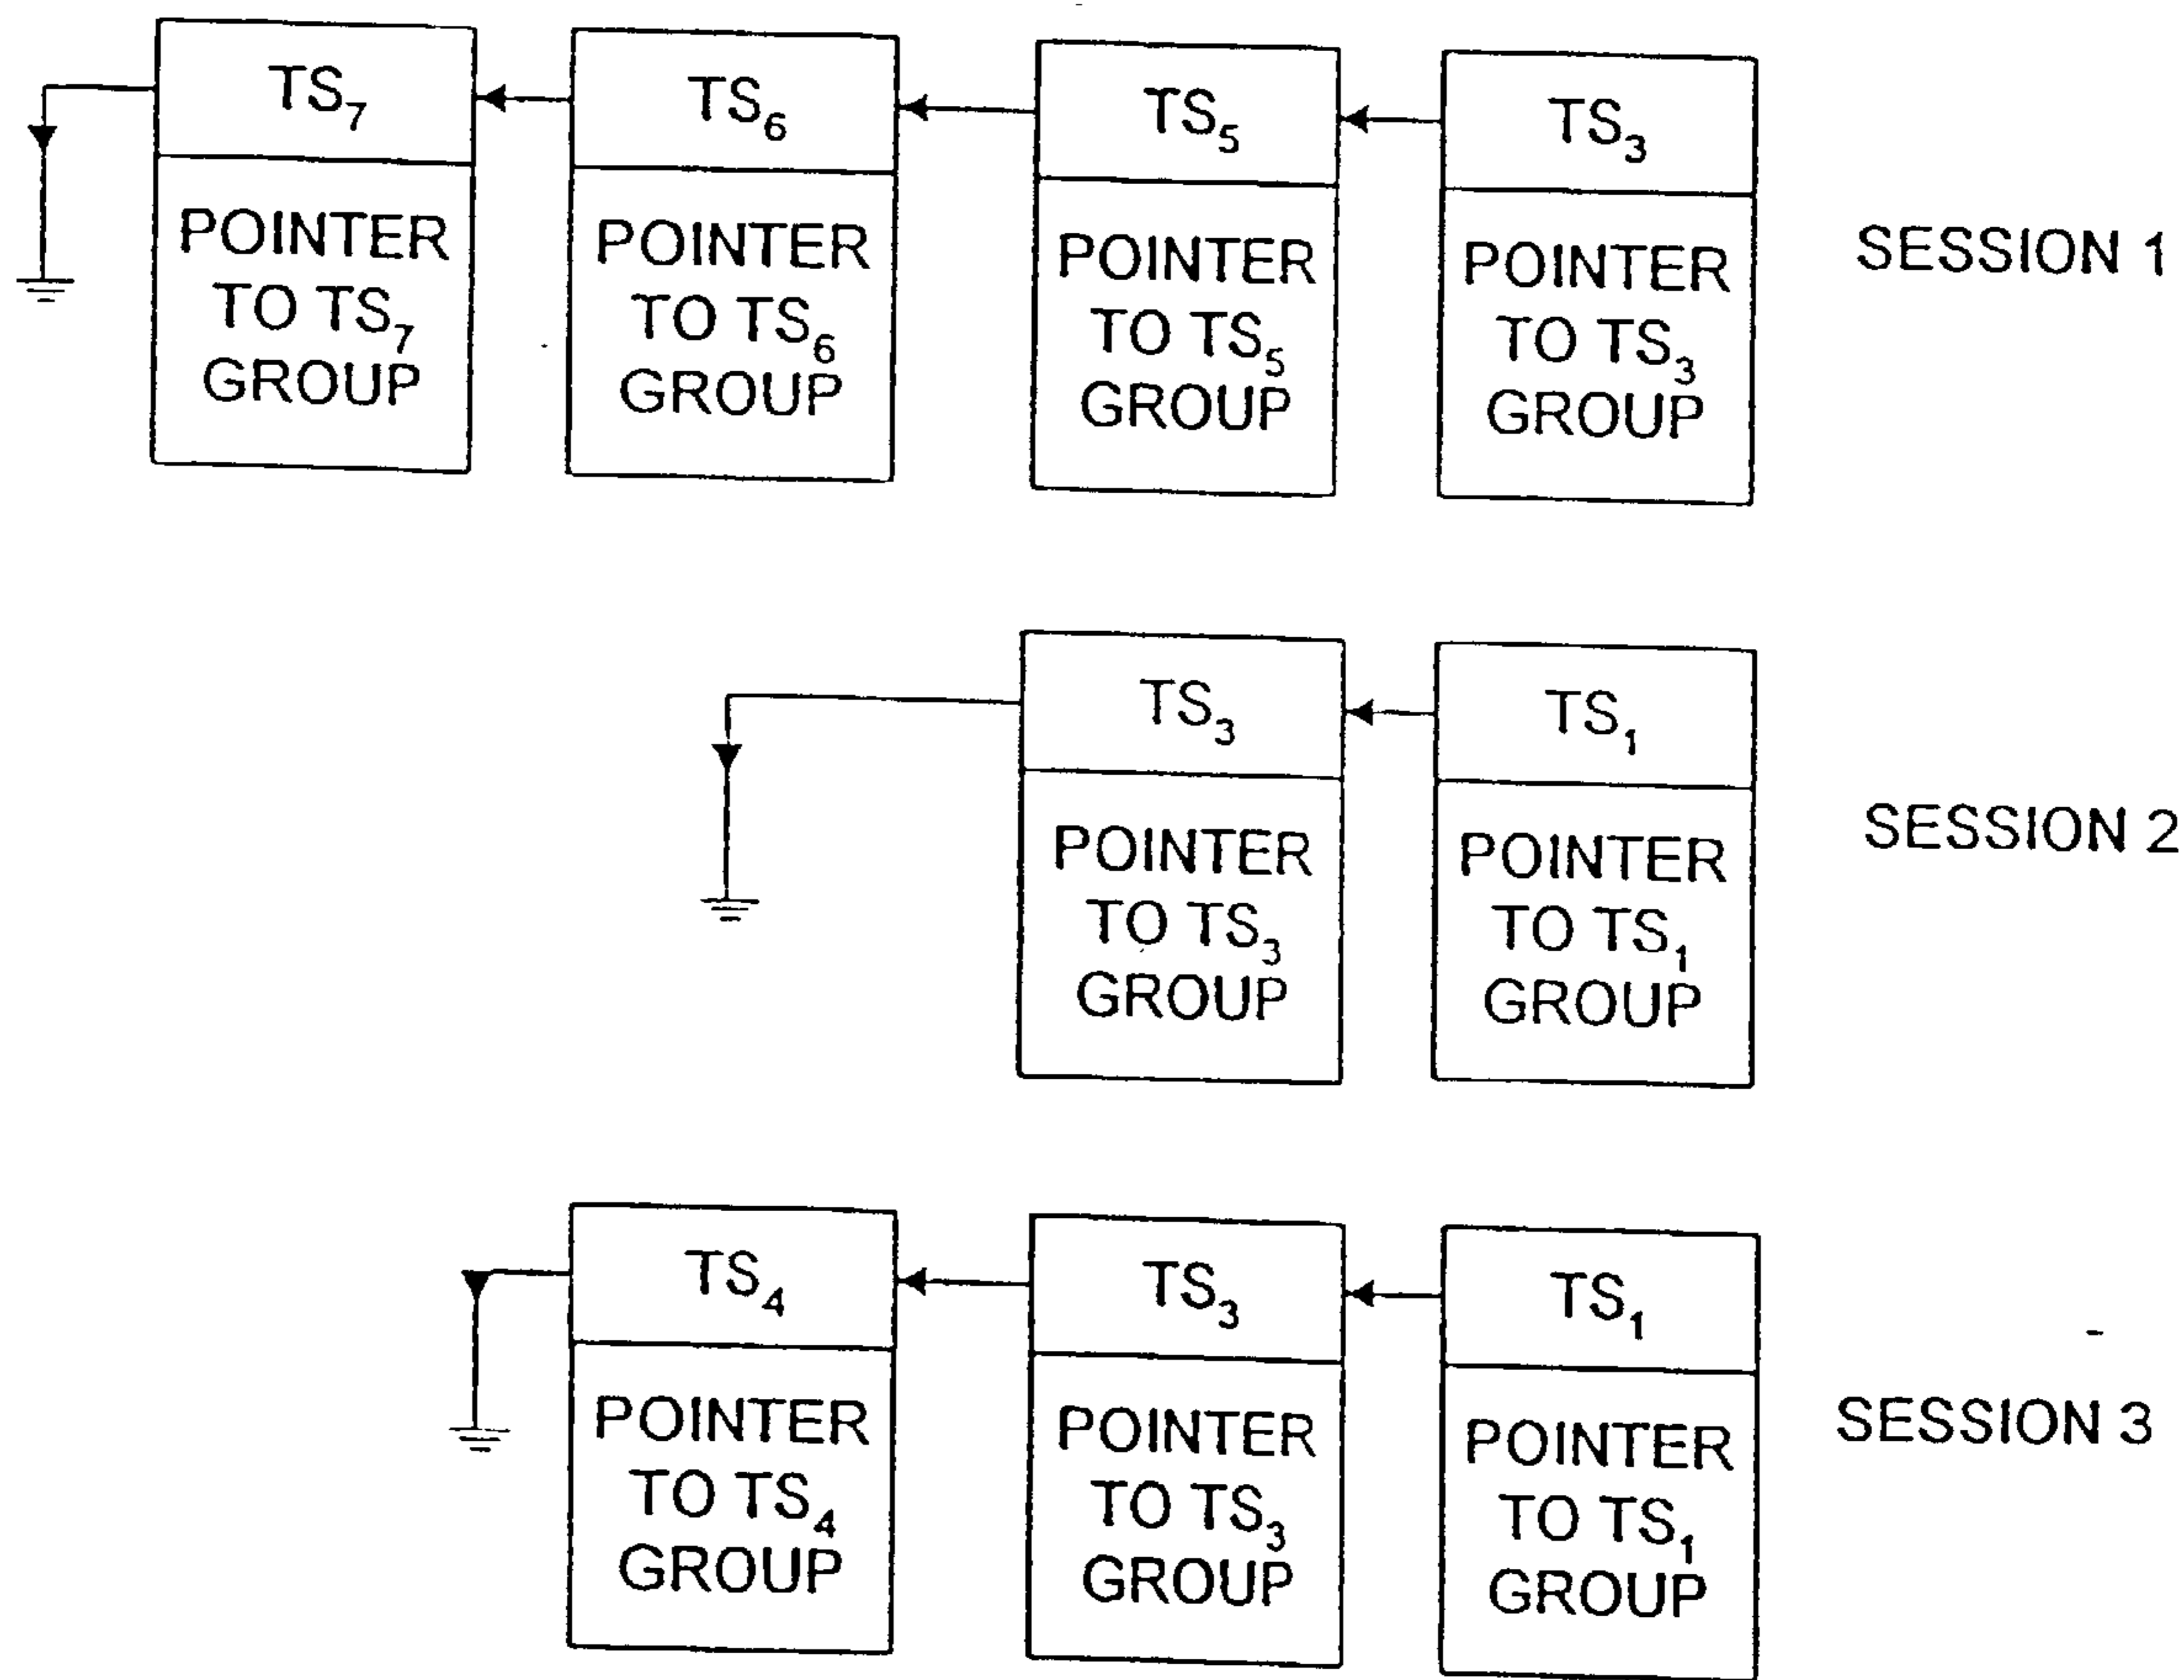 TS₇
POINTER
TO TS₇
GROUP
TS₆
POINTER
TO TS₆
GROUP
TS₅
POINTER
TO TS₅
GROUP
TS₃
POINTER
TO TS₃
GROUP
SESSION 1
TS₃
POINTER
TO TS₃
GROUP
TS₁
POINTER
TO TS₁
GROUP
SESSION 2
TS₄
POINTER
TO TS₄
GROUP
TS₃
POINTER
TO TS₃
GROUP
TS₁
POINTER
TO TS₁
GROUP
SESSION 3